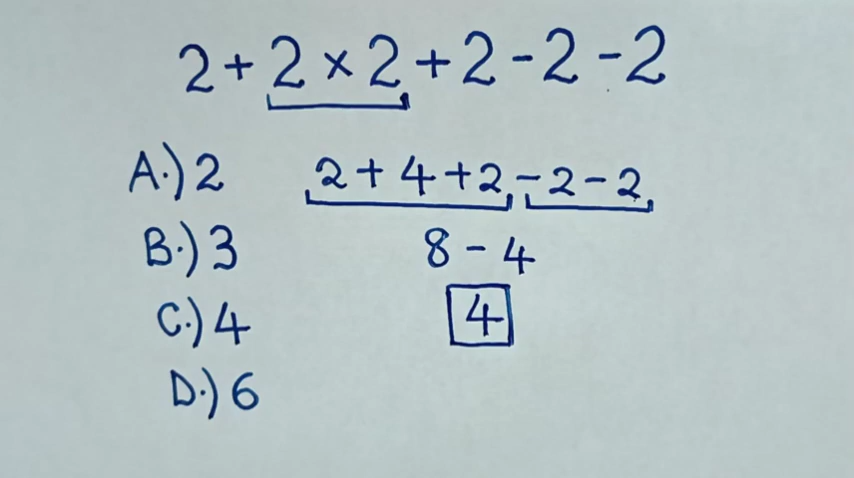 2 + 2 × 2 + 2 - 2 - 2
A.) 2
2 + 4 + 2 - 2 - 2
B.) 3
8 - 4
C.) 4
4
D.) 6